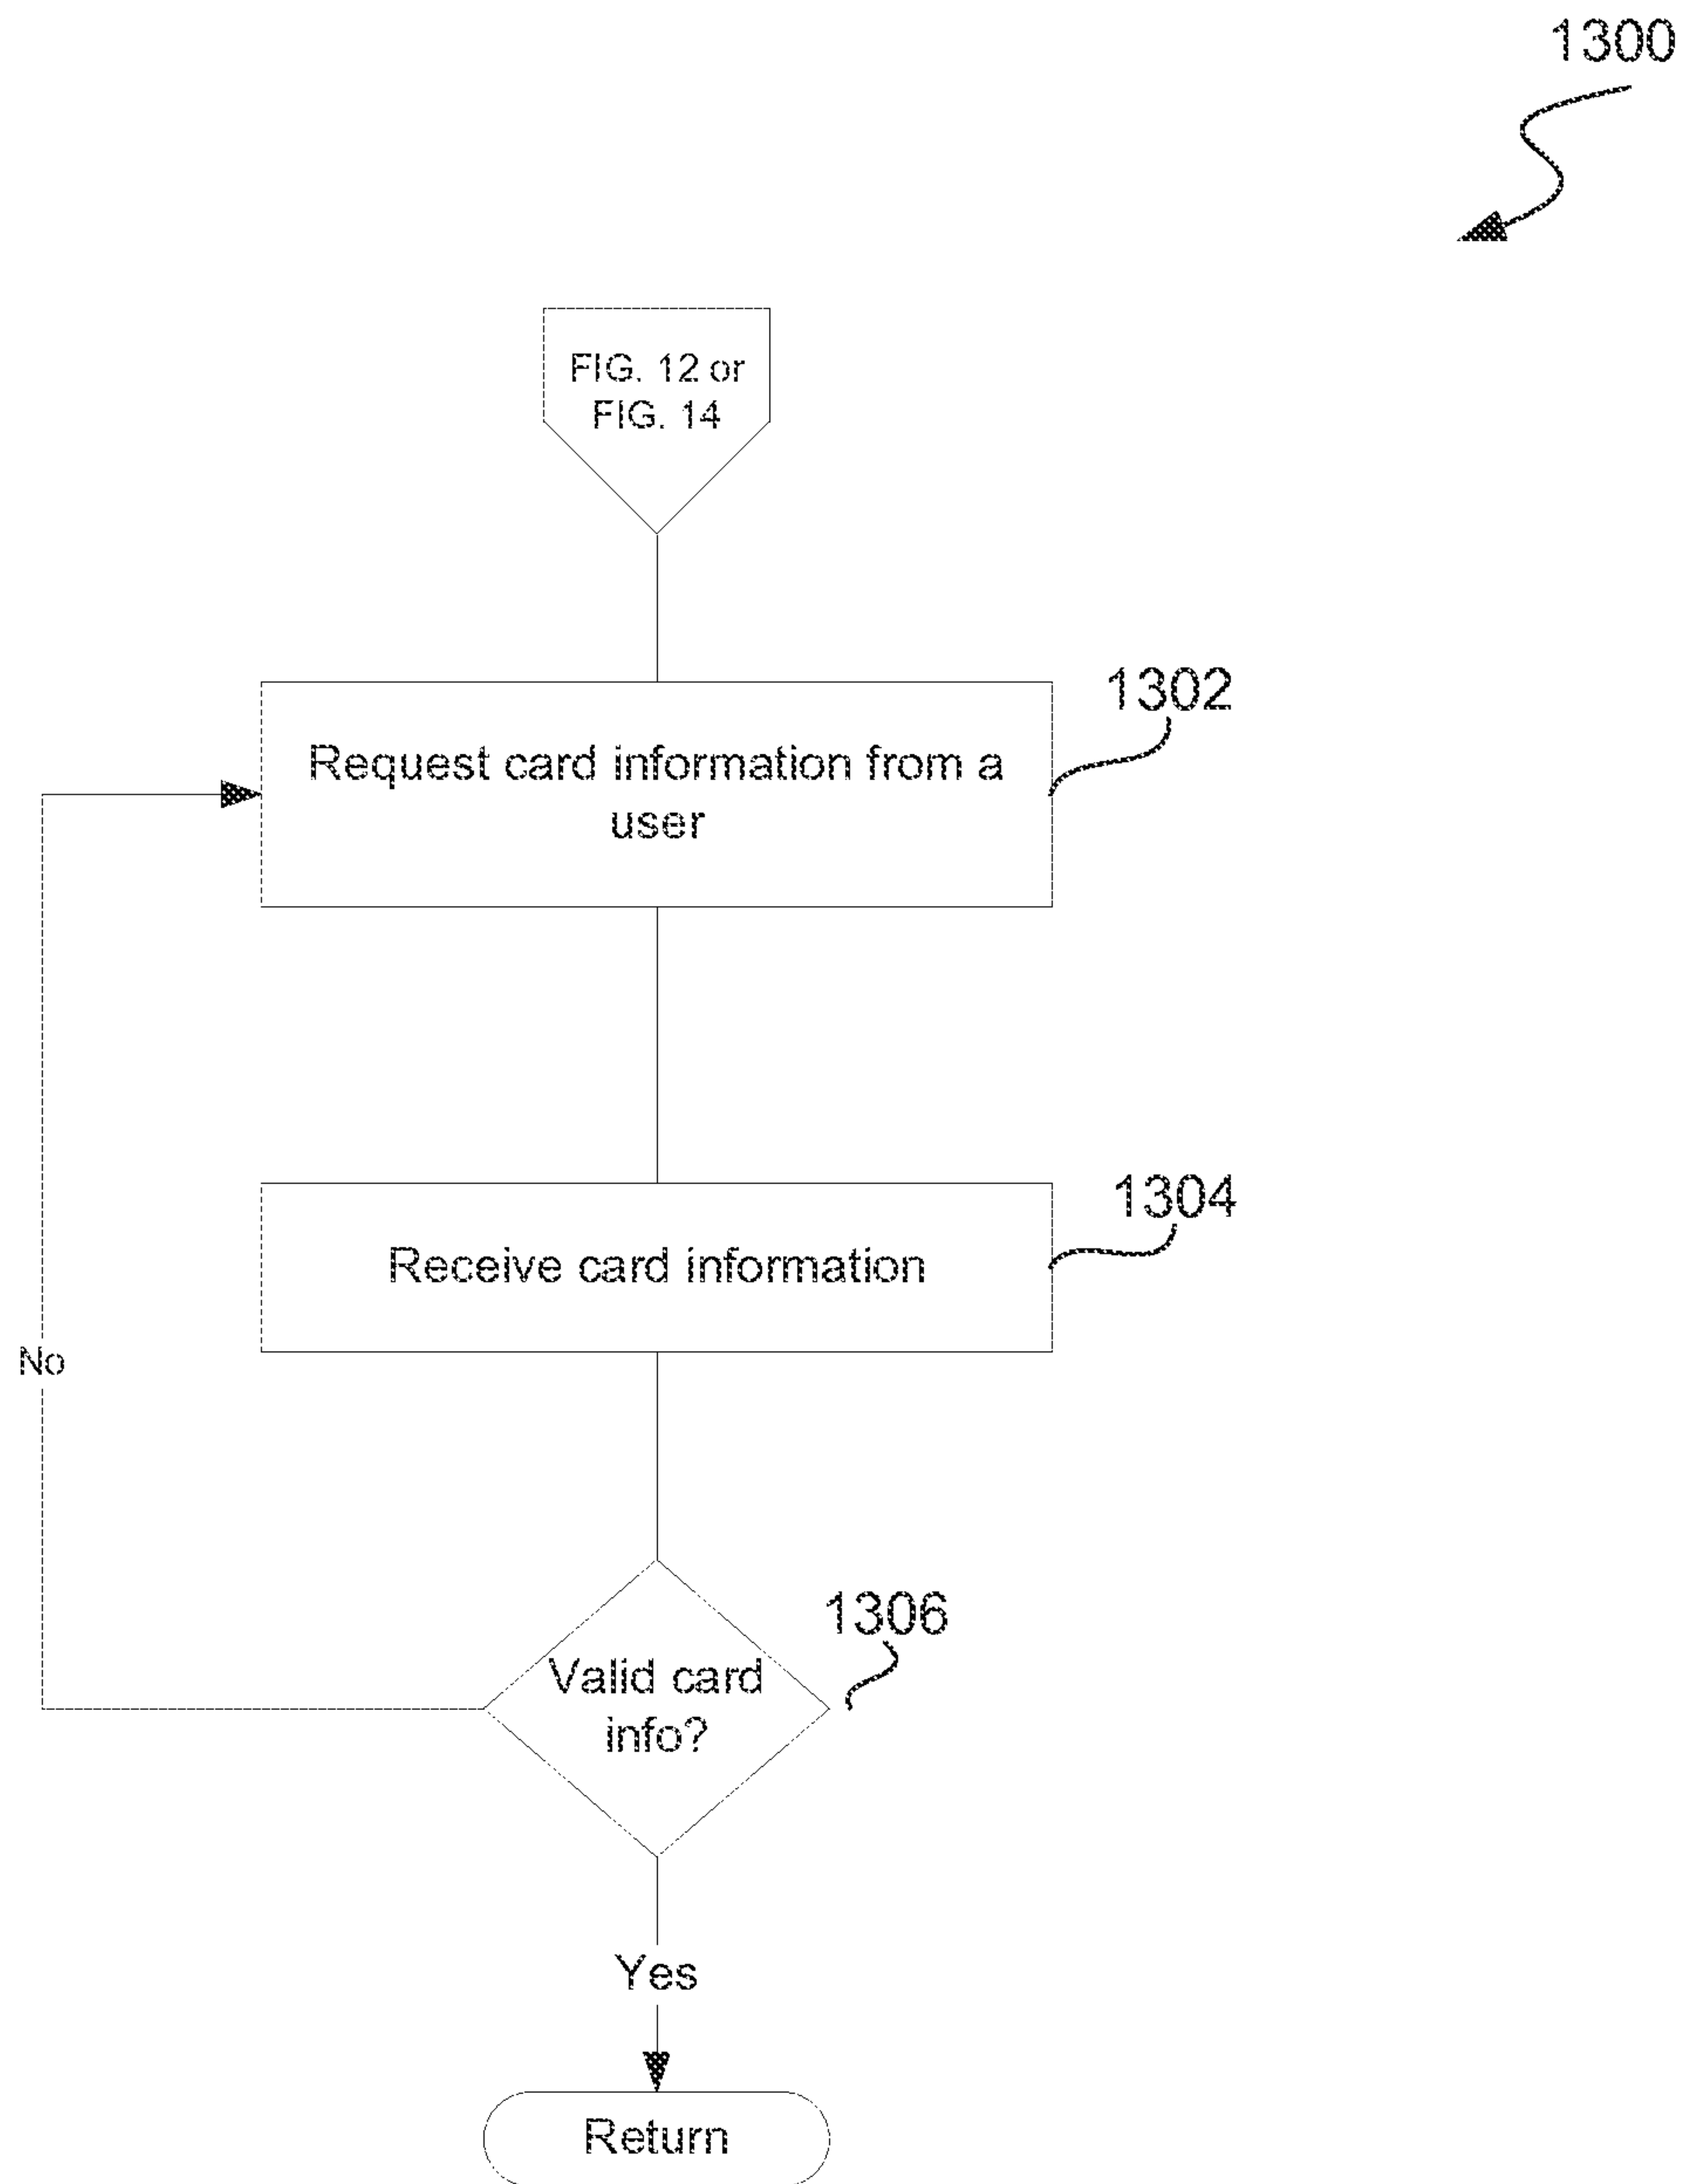 1300
FIG. 12 or
FIG. 14
1302
Request card information from a
user
1304
Receive card information
No
1306
Valid card
info?
Yes
Return